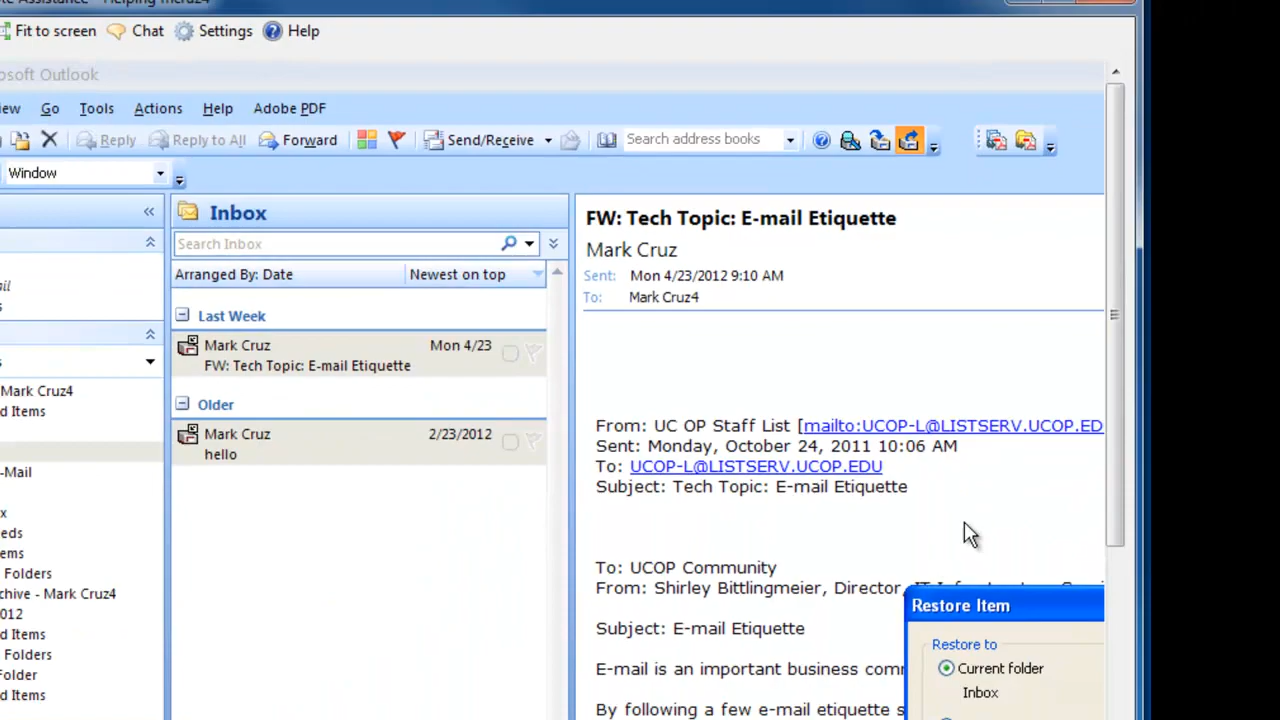 Fit to screen Chat Settings Help
osoft Outlook
Go Tools Actions Help Adobe PDF
Reply Reply to All Forward Send/Receive Search address books
Window
Inbox
Search Inbox
Arranged By: Date Newest on top
Last Week
Mark Cruz Mon 4/23
FW: Tech Topic: E-mail Etiquette
Older
Mark Cruz 2/23/2012
hello
Mark Cruz4
d Items
-Mail
eds
ems
Folders
chive - Mark Cruz4
012
d Items
Folders
Folder
d Items
FW: Tech Topic: E-mail Etiquette
Mark Cruz
Sent: Mon 4/23/2012 9:10 AM
To: Mark Cruz4
From: UC OP Staff List [mailto:UCOP-L@LISTSERV.UCOP.ED
Sent: Monday, October 24, 2011 10:06 AM
To: UCOP-L@LISTSERV.UCOP.EDU
Subject: Tech Topic: E-mail Etiquette
To: UCOP Community
From: Shirley Bittlingmeier, Director,
Subject: E-mail Etiquette
E-mail is an important business com
By following a few e-mail etiquette s
Restore Item
Restore to
Current folder
Inbox